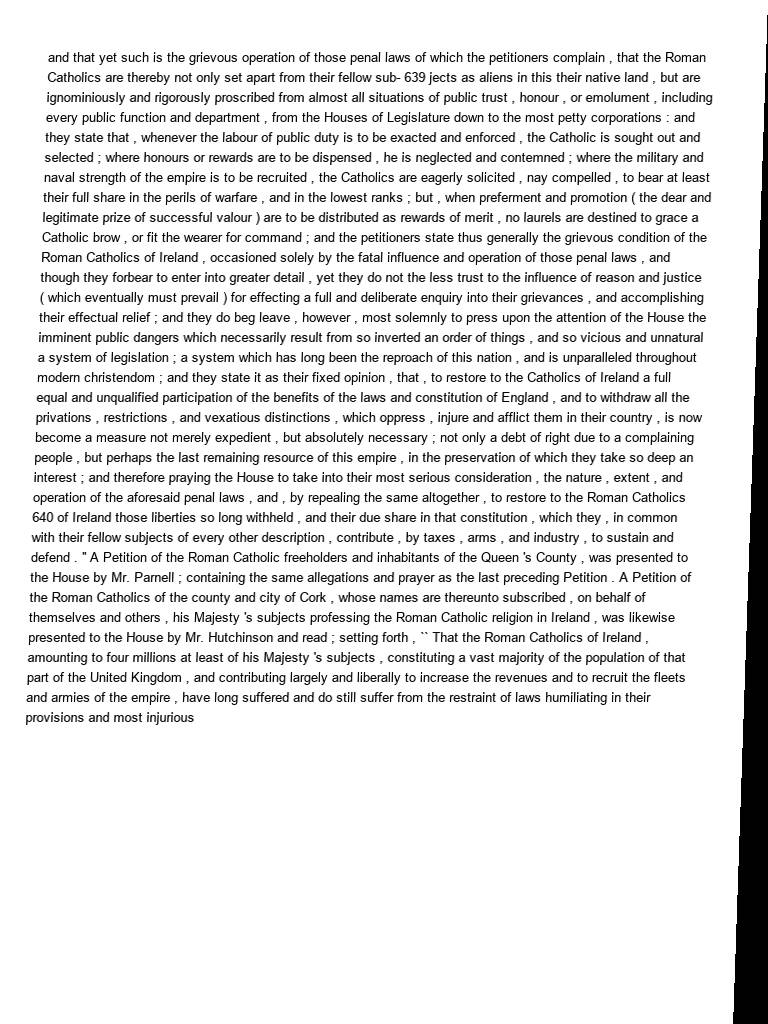 and that yet such is the grievous operation of those penal laws of which the petitioners complain , that the Roman
Catholics are thereby not only set apart from their fellow sub- 639 jects as aliens in this their native land , but are
ignominiously and rigorously proscribed from almost all situations of public trust , honour , or emolument , including
every public function and department , from the Houses of Legislature down to the most petty corporations : and
they state that , whenever the labour of public duty is to be exacted and enforced , the Catholic is sought out and
selected ; where honours or rewards are to be dispensed , he is neglected and contemned ; where the military and
naval strength of the empire is to be recruited , the Catholics are eagerly solicited , nay compelled , to bear at least
their full share in the perils of warfare , and in the lowest ranks ; but , when preferment and promotion ( the dear and
legitimate prize of successful valour ) are to be distributed as rewards of merit , no laurels are destined to grace a
Catholic brow , or fit the wearer for command ; and the petitioners state thus generally the grievous condition of the
Roman Catholics of Ireland , occasioned solely by the fatal influence and operation of those penal laws , and
though they forbear to enter into greater detail , yet they do not the less trust to the influence of reason and justice
( which eventually must prevail ) for effecting a full and deliberate enquiry into their grievances , and accomplishing
their effectual relief ; and they do beg leave , however , most solemnly to press upon the attention of the House the
imminent public dangers which necessarily result from so inverted an order of things , and so vicious and unnatural
a system of legislation ; a system which has long been the reproach of this nation , and is unparalleled throughout
modern christendom ; and they state it as their fixed opinion , that , to restore to the Catholics of Ireland a full
equal and unqualified participation of the benefits of the laws and constitution of England , and to withdraw all the
privations , restrictions , and vexatious distinctions , which oppress , injure and afflict them in their country , is now
become a measure not merely expedient , but absolutely necessary ; not only a debt of right due to a complaining
people , but perhaps the last remaining resource of this empire , in the preservation of which they take so deep an
interest ; and therefore praying the House to take into their most serious consideration , the nature , extent , and
operation of the aforesaid penal laws , and , by repealing the same altogether , to restore to the Roman Catholics
640 of Ireland those liberties so long withheld , and their due share in that constitution , which they , in common
with their fellow subjects of every other description , contribute , by taxes , arms , and industry , to sustain and
defend . '' A Petition of the Roman Catholic freeholders and inhabitants of the Queen 's County , was presented to
the House by Mr. Parnell ; containing the same allegations and prayer as the last preceding Petition . A Petition of
the Roman Catholics of the county and city of Cork , whose names are thereunto subscribed , on behalf of
themselves and others , his Majesty 's subjects professing the Roman Catholic religion in Ireland , was likewise
presented to the House by Mr. Hutchinson and read ; setting forth , `` That the Roman Catholics of Ireland ,
amounting to four millions at least of his Majesty 's subjects , constituting a vast majority of the population of that
part of the United Kingdom , and contributing largely and liberally to increase the revenues and to recruit the fleets
and armies of the empire , have long suffered and do still suffer from the restraint of laws humiliating in their
provisions and most injurious